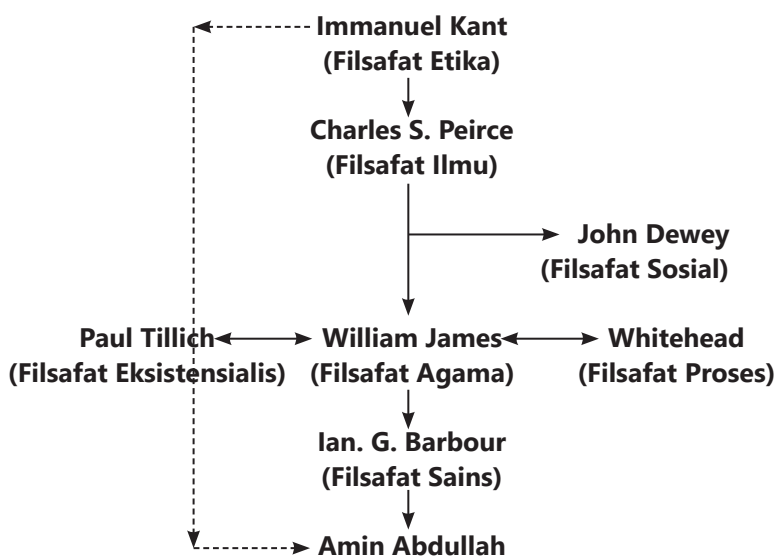 Immanuel Kant
(Filsafat Etika)
Charles S. Peirce
(Filsafat Ilmu)
John Dewey
(Filsafat Sosial)
Paul Tillich
(Filsafat Eksistensialis)
William James
(Filsafat Agama)
Whitehead
(Filsafat Proses)
Ian. G. Barbour
(Filsafat Sains)
Amin Abdullah